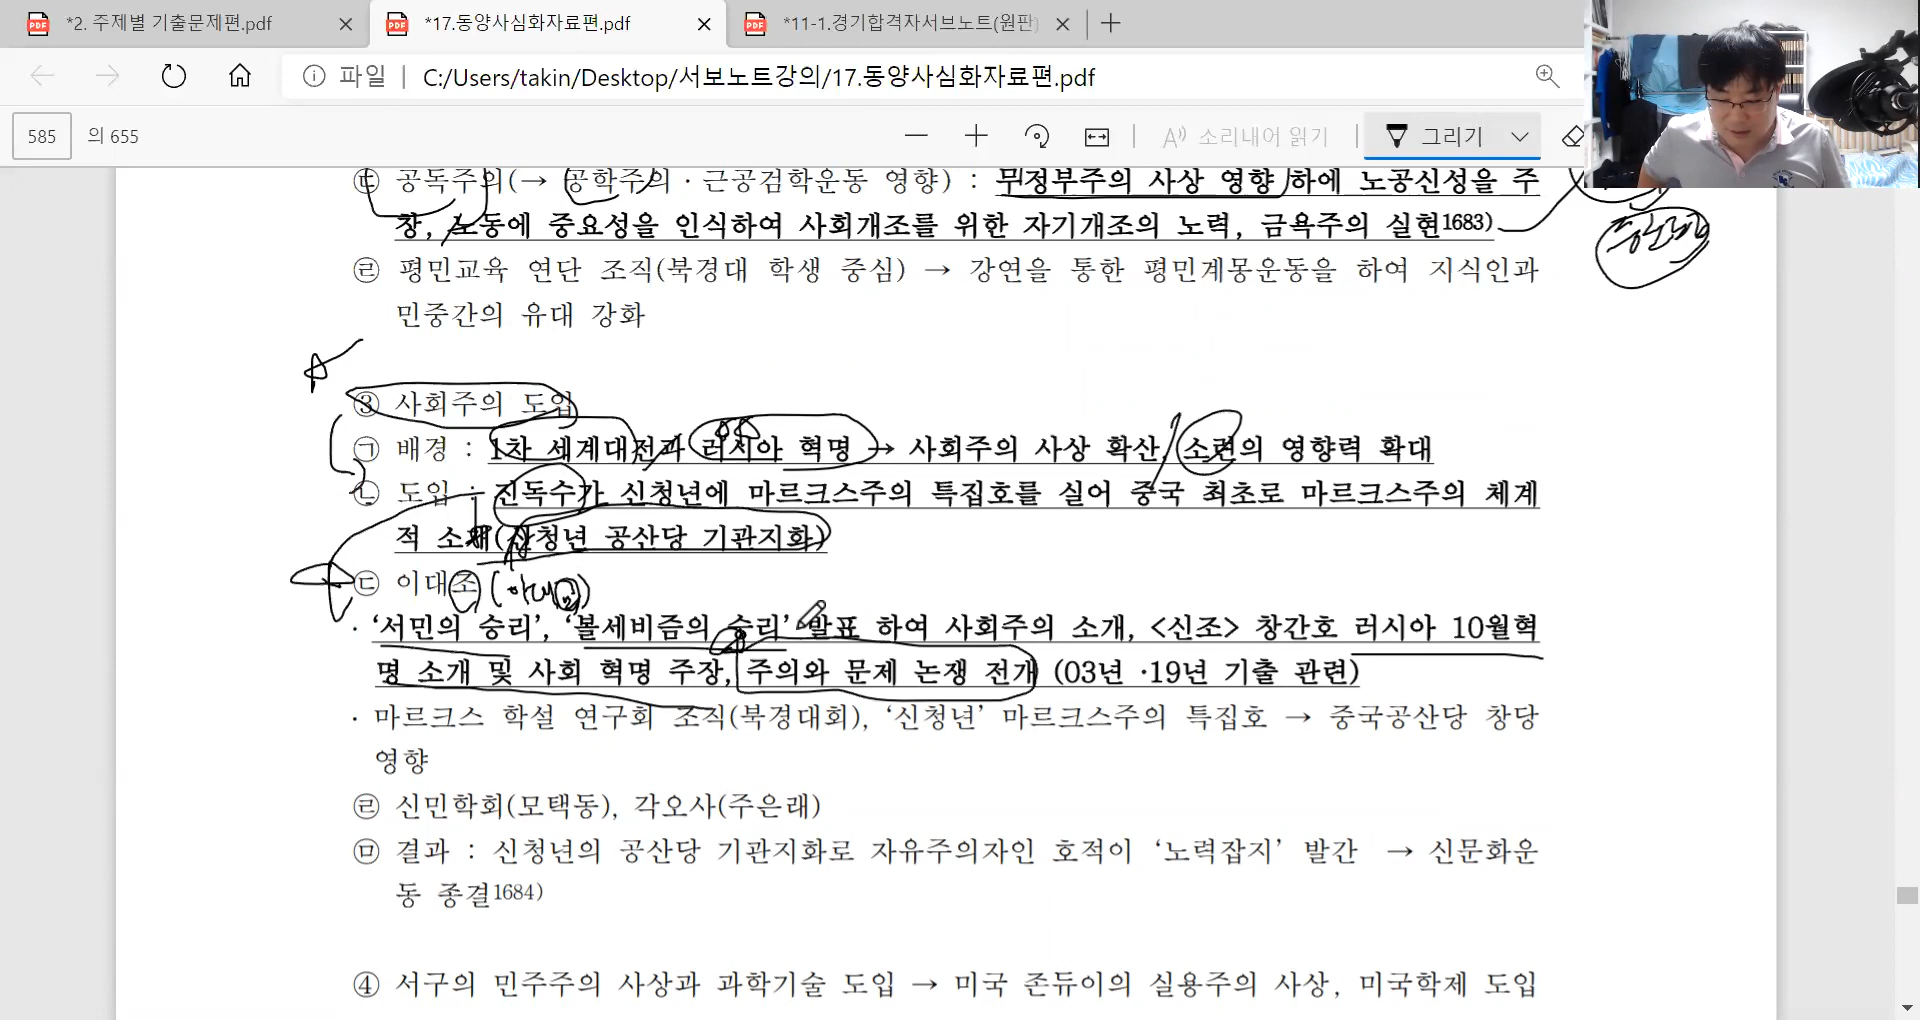 *2. 주제별 기출문제편.pdf
*17.동양사심화자료편.pdf
*11-1.경기합격자서브노트(원판)
파일 | C:/Users/takin/Desktop/서보노트강의/17.동양사심화자료편.pdf
585 의 655
소리내어 읽기
그리기
㉢ 공독주의(→ 공학주의 · 근공검학운동 영향) : 무정부주의 사상 영향 하에 노공신성을 주
창, 노동에 중요성을 인식하여 사회개조를 위한 자기개조의 노력, 금욕주의 실현1683)
㉣ 평민교육 연단 조직(북경대 학생 중심) → 강연을 통한 평민계몽운동을 하여 지식인과
민중간의 유대 강화
③ 사회주의 도입
㉠ 배경 : 1차 세계대전과 러시아 혁명 → 사회주의 사상 확산, 소련의 영향력 확대
㉡ 도입 : 진독수가 신청년에 마르크스주의 특집호를 실어 중국 최초로 마르크스주의 체계
적 소개(신청년 공산당 기관지화)
㉢ 이대조
· ‘서민의 승리’, ‘볼세비즘의 승리’ 발표 하여 사회주의 소개, <신조> 창간호 러시아 10월혁
명 소개 및 사회 혁명 주장, 주의와 문제 논쟁 전개 (03년 ·19년 기출 관련)
· 마르크스 학설 연구회 조직(북경대회), ‘신청년’ 마르크스주의 특집호 → 중국공산당 창당
영향
㉣ 신민학회(모택동), 각오사(주은래)
㉤ 결과 : 신청년의 공산당 기관지화로 자유주의자인 호적이 ‘노력잡지’ 발간 → 신문화운
동 종결1684)
④ 서구의 민주주의 사상과 과학기술 도입 → 미국 존듀이의 실용주의 사상, 미국학제 도입